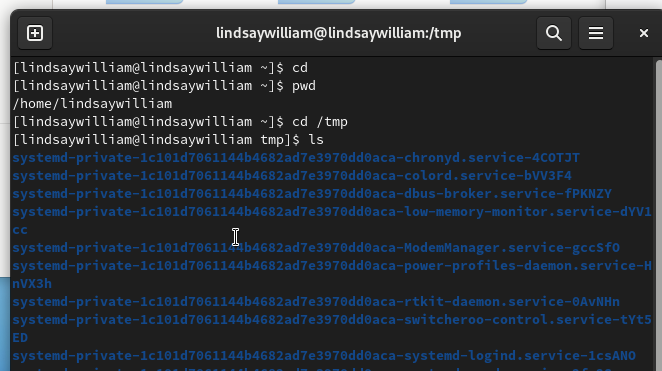 lindsaywilliam@lindsaywilliam:/tmp
[lindsaywilliam@lindsaywilliam ~]$ cd
[lindsaywilliam@lindsaywilliam ~]$ pwd
/home/lindsaywilliam
[lindsaywilliam@lindsaywilliam ~]$ cd /tmp
[lindsaywilliam@lindsaywilliam tmp]$ ls
systemd-private-1c101d7061144b4682ad7e3970dd0aca-chronyd.service-4COTJT
systemd-private-1c101d7061144b4682ad7e3970dd0aca-colord.service-bVV3F4
systemd-private-1c101d7061144b4682ad7e3970dd0aca-dbus-broker.service-fPKNZY
systemd-private-1c101d7061144b4682ad7e3970dd0aca-low-memory-monitor.service-dYV1
cc
systemd-private-1c101d7061144b4682ad7e3970dd0aca-ModemManager.service-gccSfO
systemd-private-1c101d7061144b4682ad7e3970dd0aca-power-profiles-daemon.service-H
nVX3h
systemd-private-1c101d7061144b4682ad7e3970dd0aca-rtkit-daemon.service-0AvNHn
systemd-private-1c101d7061144b4682ad7e3970dd0aca-switcheroo-control.service-tYt5
ED
systemd-private-1c101d7061144b4682ad7e3970dd0aca-systemd-logind.service-1csANO